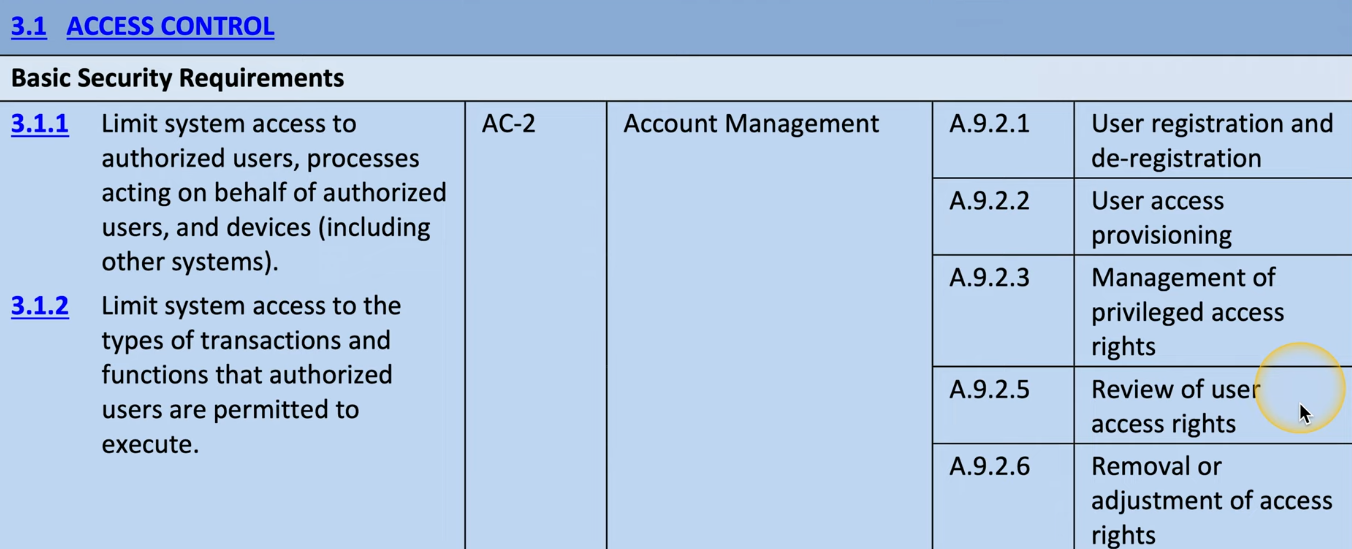 3.1 ACCESS CONTROL
Basic Security Requirements
3.1.1 Limit system access to
authorized users, processes
acting on behalf of authorized
users, and devices (including
other systems).
3.1.2 Limit system access to the
types of transactions and
functions that authorized
users are permitted to
execute.
AC-2
Account Management
A.9.2.1 User registration and
de-registration
A.9.2.2 User access
provisioning
A.9.2.3 Management of
privileged access
rights
A.9.2.5 Review of user
access rights
A.9.2.6 Removal or
adjustment of access
rights